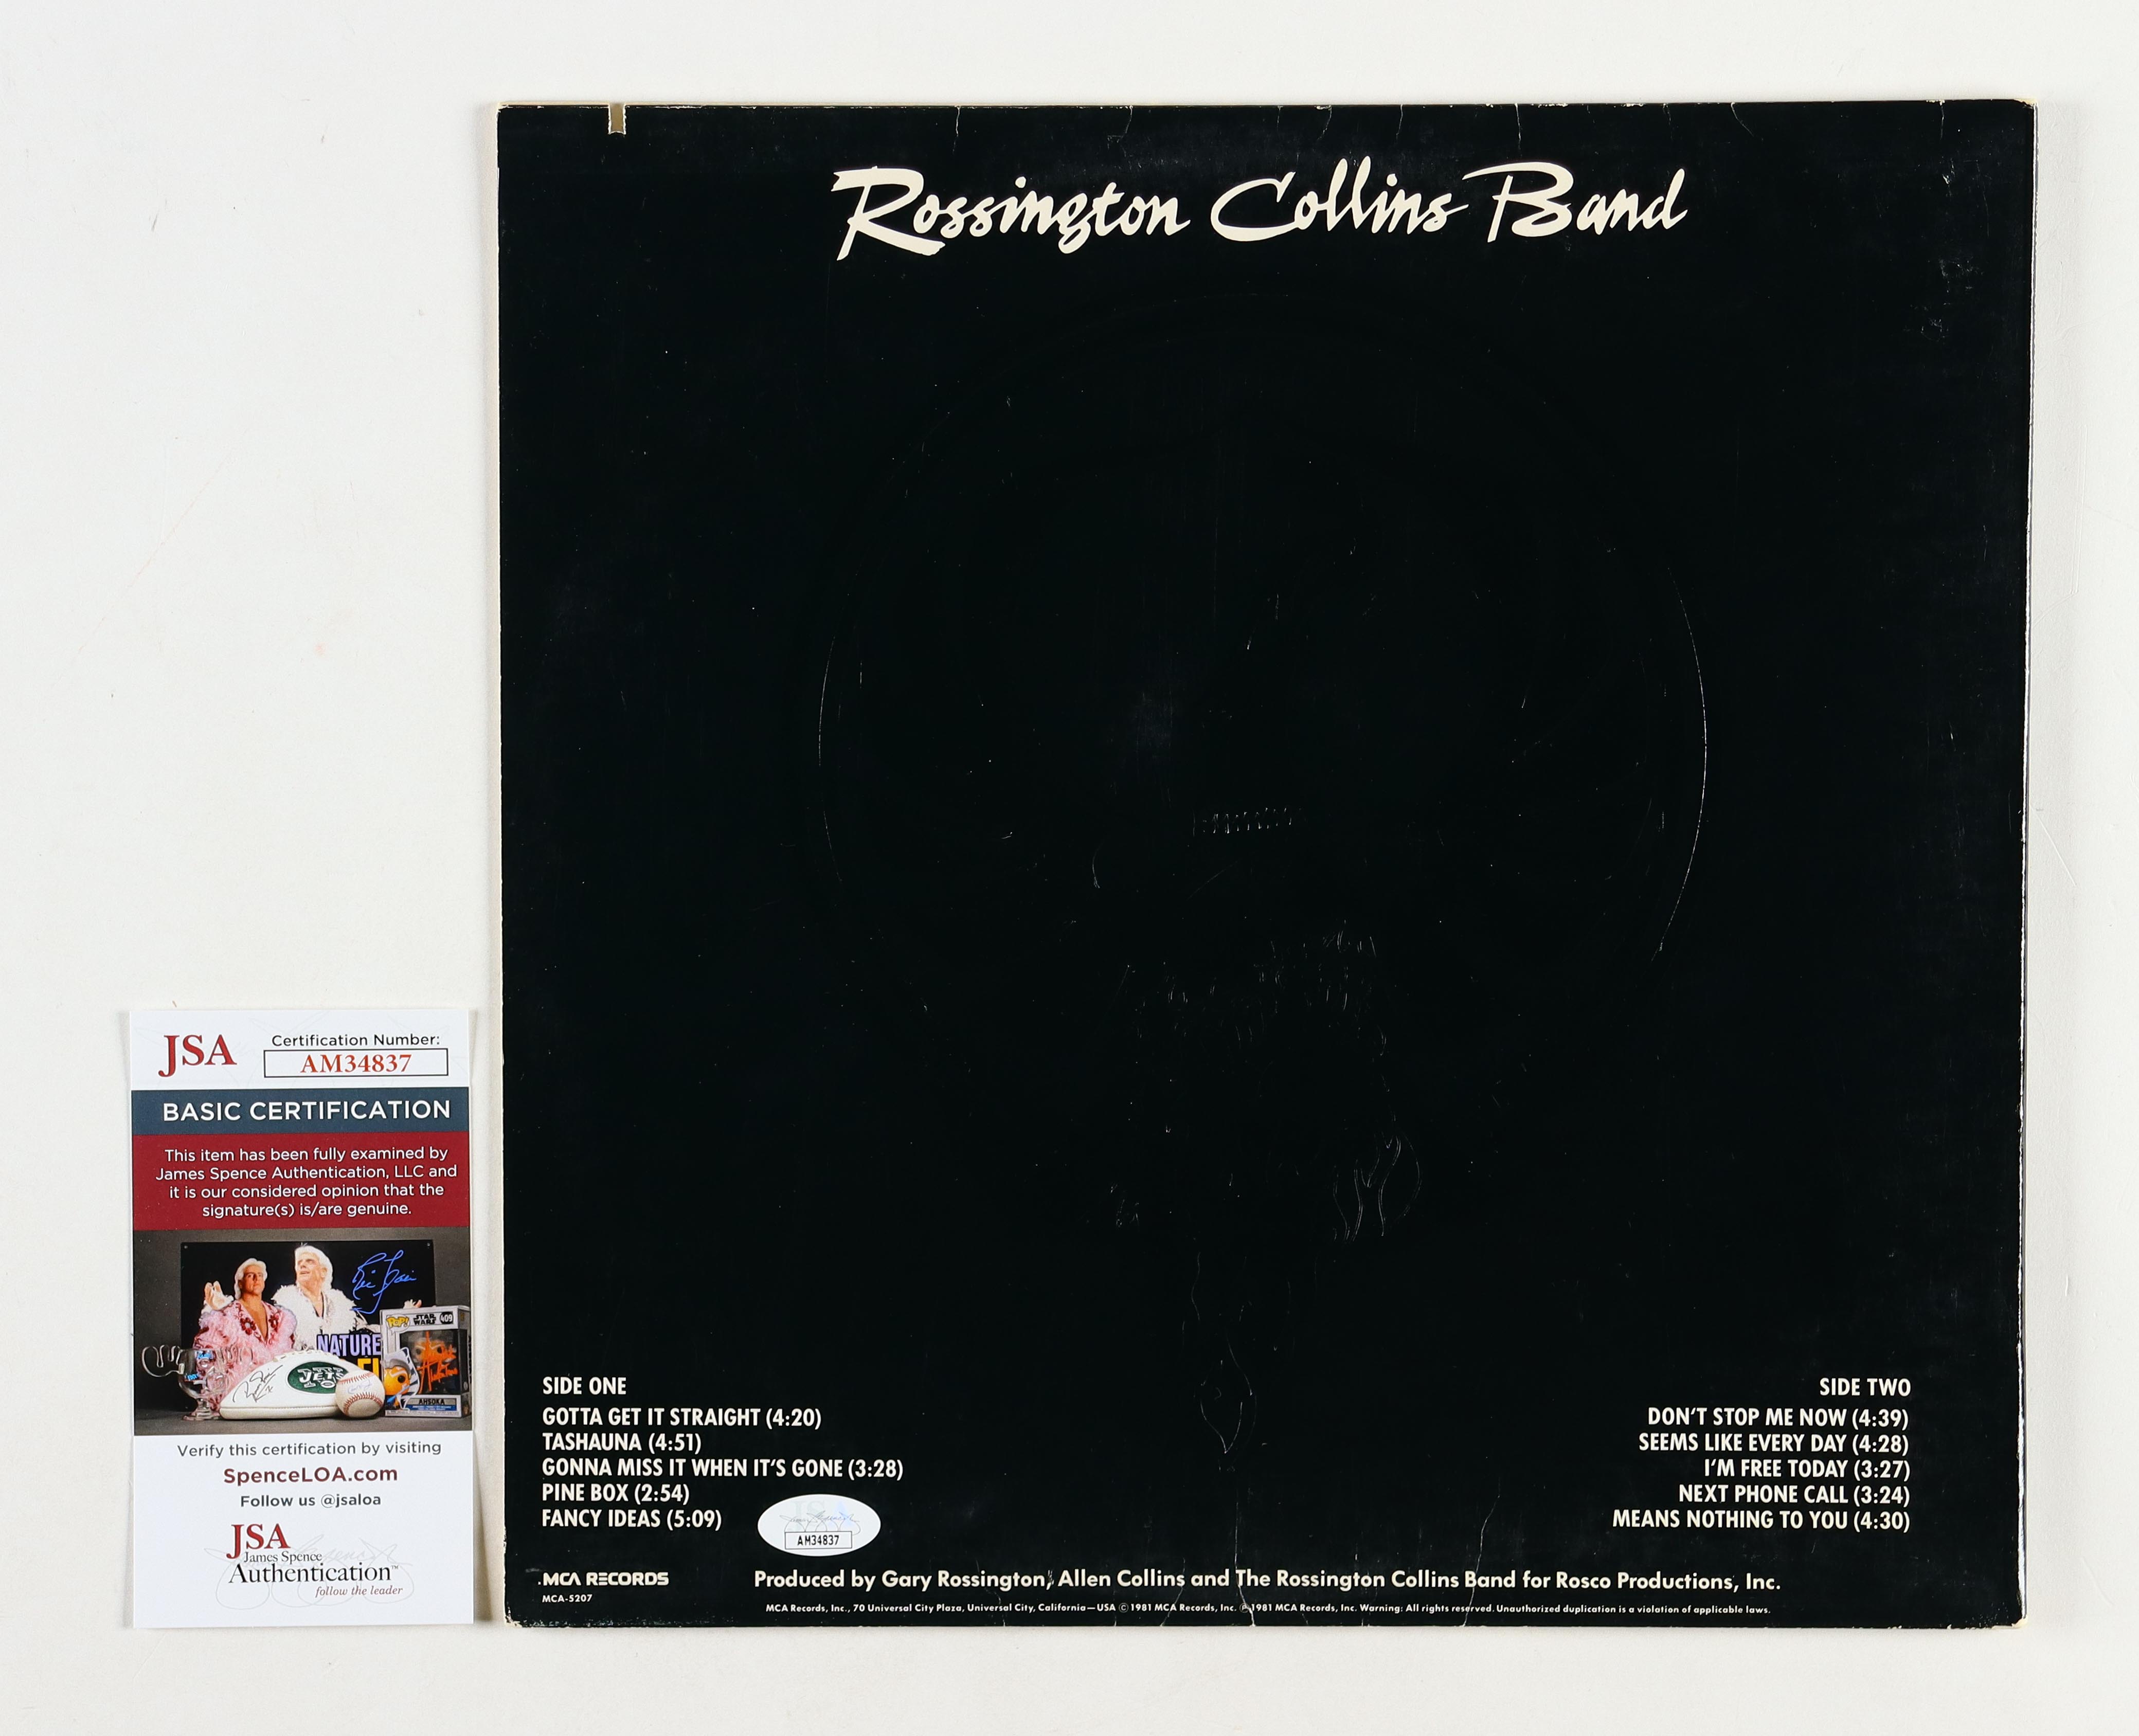 Rossington Collins Band
SIDE ONE
GOTTA GET IT STRAIGHT (4:20)
TASHAUNA (4:51)
GONNA MISS IT WHEN IT'S GONE (3:28)
PINE BOX (2:54)
FANCY IDEAS (5:09)
SIDE TWO
DON'T STOP ME NOW (4:39)
SEEMS LIKE EVERY DAY (4:28)
I'M FREE TODAY (3:27)
NEXT PHONE CALL (3:24)
MEANS NOTHING TO YOU (4:30)
AM34837
MCA RECORDS
MCA-5207
Produced by Gary Rossington, Allen Collins and The Rossington Collins Band for Rosco Productions, Inc.
MCA Records, Inc., 70 Universal City Plaza, Universal City, California—USA © 1981 MCA Records, Inc. ℗ 1981 MCA Records, Inc. Warning: All rights reserved. Unauthorized duplication is a violation of applicable laws.
JSA
Certification Number:
AM34837
BASIC CERTIFICATION
This item has been fully examined by
James Spence Authentication, LLC and
it is our considered opinion that the
signature(s) is/are genuine.
NATURE
JETS
POP!
STAR WARS
409
AHSOKA
Verify this certification by visiting
SpenceLOA.com
Follow us @jsaloa
JSA
James Spence
Authentication™
follow the leader